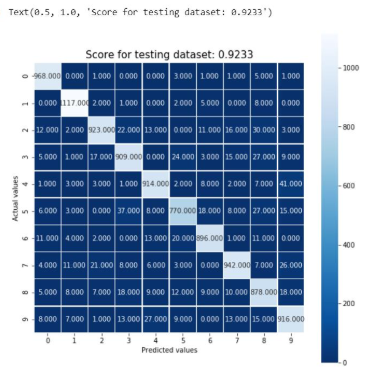 Text(0.5, 1.0, 'Score for testing dataset: 0.9233')
Score for testing dataset: 0.9233
0 968.000 0.000 1.000 0.000 0.000 3.000 1.000 1.000 5.000 1.000
1 0.000 1117.000 2.000 1.000 0.000 2.000 5.000 0.000 8.000 0.000
2 12.000 2.000 923.000 22.000 13.000 0.000 11.000 16.000 30.000 3.000
3 5.000 1.000 17.000 909.000 0.000 24.000 3.000 15.000 27.000 9.000
4 1.000 3.000 3.000 1.000 914.000 2.000 8.000 2.000 7.000 41.000
5 6.000 3.000 0.000 37.000 8.000 770.000 18.000 8.000 27.000 15.000
6 11.000 4.000 2.000 0.000 13.000 20.000 896.000 1.000 11.000 0.000
7 4.000 11.000 21.000 8.000 6.000 3.000 0.000 942.000 7.000 26.000
8 5.000 8.000 7.000 18.000 9.000 12.000 9.000 10.000 878.000 18.000
9 8.000 7.000 1.000 13.000 27.000 9.000 0.000 13.000 15.000 916.000
0 1 2 3 4 5 6 7 8 9
Predicted values
Actual values
1000
800
600
400
200
0